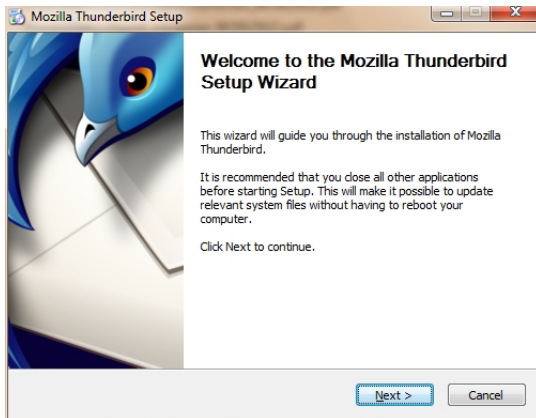 Mozilla Thunderbird Setup
Welcome to the Mozilla Thunderbird
Setup Wizard
This wizard will guide you through the installation of Mozilla
Thunderbird.
It is recommended that you close all other applications
before starting Setup. This will make it possible to update
relevant system files without having to reboot your
computer.
Click Next to continue.
Next >
Cancel